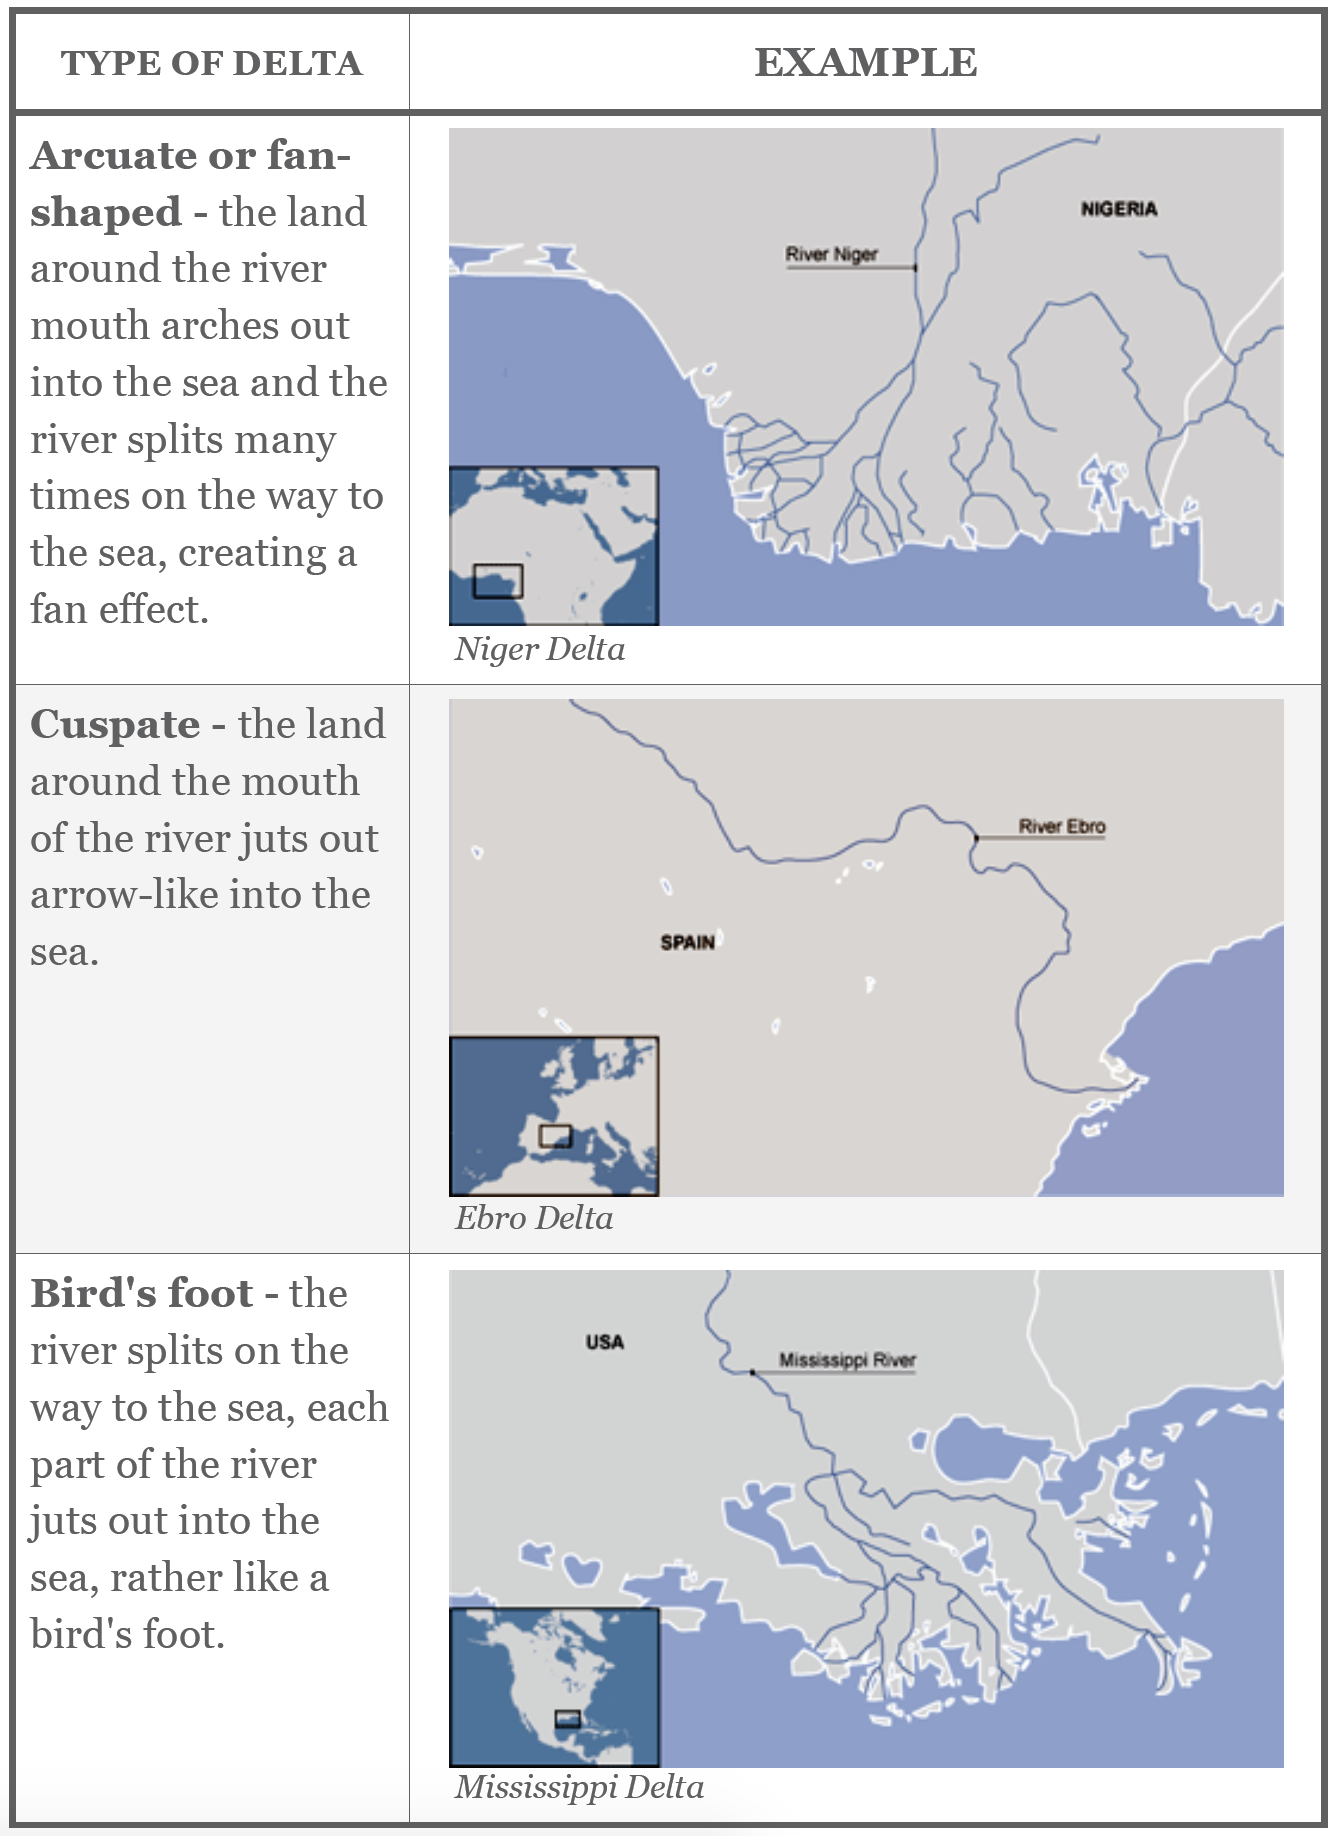 TYPE OF DELTA
EXAMPLE
Arcuate or fan-
shaped - the land
around the river
mouth arches out
into the sea and the
river splits many
times on the way to
the sea, creating a
fan effect.
NIGERIA
River Niger
Niger Delta
Cuspate - the land
around the mouth
of the river juts out
arrow-like into the
sea.
River Ebro
SPAIN
Ebro Delta
Bird's foot - the
river splits on the
way to the sea, each
part of the river
juts out into the
sea, rather like a
bird's foot.
USA
Mississippi River
Mississippi Delta